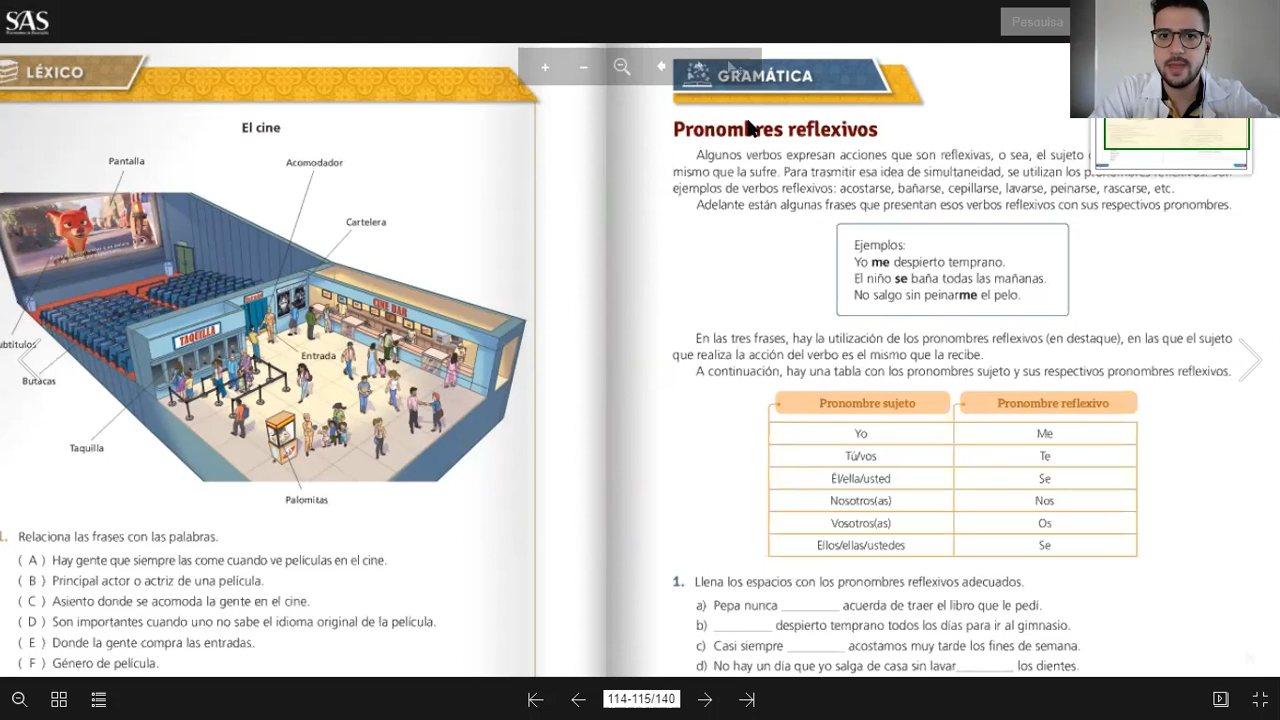 SAS
Pesquisa
LÉXICO
El cine
Pantalla
Acomodador
Cartelera
TAQUILLA
CINE BAR
Entrada
ubtítulos
Butacas
Taquilla
Palomitas
1. Relaciona las frases con las palabras.
( A ) Hay gente que siempre las come cuando ve películas en el cine.
( B ) Principal actor o actriz de una película.
( C ) Asiento donde se acomoda la gente en el cine.
( D ) Son importantes cuando uno no sabe el idioma original de la película.
( E ) Donde la gente compra las entradas.
( F ) Género de película.
GRAMÁTICA
Pronombres reflexivos
Algunos verbos expresan acciones que son reflexivas, o sea, el sujeto
mismo que la sufre. Para trasmitir esa idea de simultaneidad, se utilizan los pronombres reflexivos. Son
ejemplos de verbos reflexivos: acostarse, bañarse, cepillarse, lavarse, peinarse, rascarse, etc.
Adelante están algunas frases que presentan esos verbos reflexivos con sus respectivos pronombres.
Ejemplos:
Yo me despierto temprano.
El niño se baña todas las mañanas.
No salgo sin peinarme el pelo.
En las tres frases, hay la utilización de los pronombres reflexivos (en destaque), en las que el sujeto
que realiza la acción del verbo es el mismo que la recibe.
A continuación, hay una tabla con los pronombres sujeto y sus respectivos pronombres reflexivos.
Pronombre sujeto Pronombre reflexivo
Yo Me
Tú/vos Te
Él/ella/usted Se
Nosotros(as) Nos
Vosotros(as) Os
Ellos/ellas/ustedes Se
1. Llena los espacios con los pronombres reflexivos adecuados.
a) Pepa nunca ________ acuerda de traer el libro que le pedí.
b) ________ despierto temprano todos los días para ir al gimnasio.
c) Casi siempre ________ acostamos muy tarde los fines de semana.
d) No hay un día que yo salga de casa sin lavar________ los dientes.
114-115/140